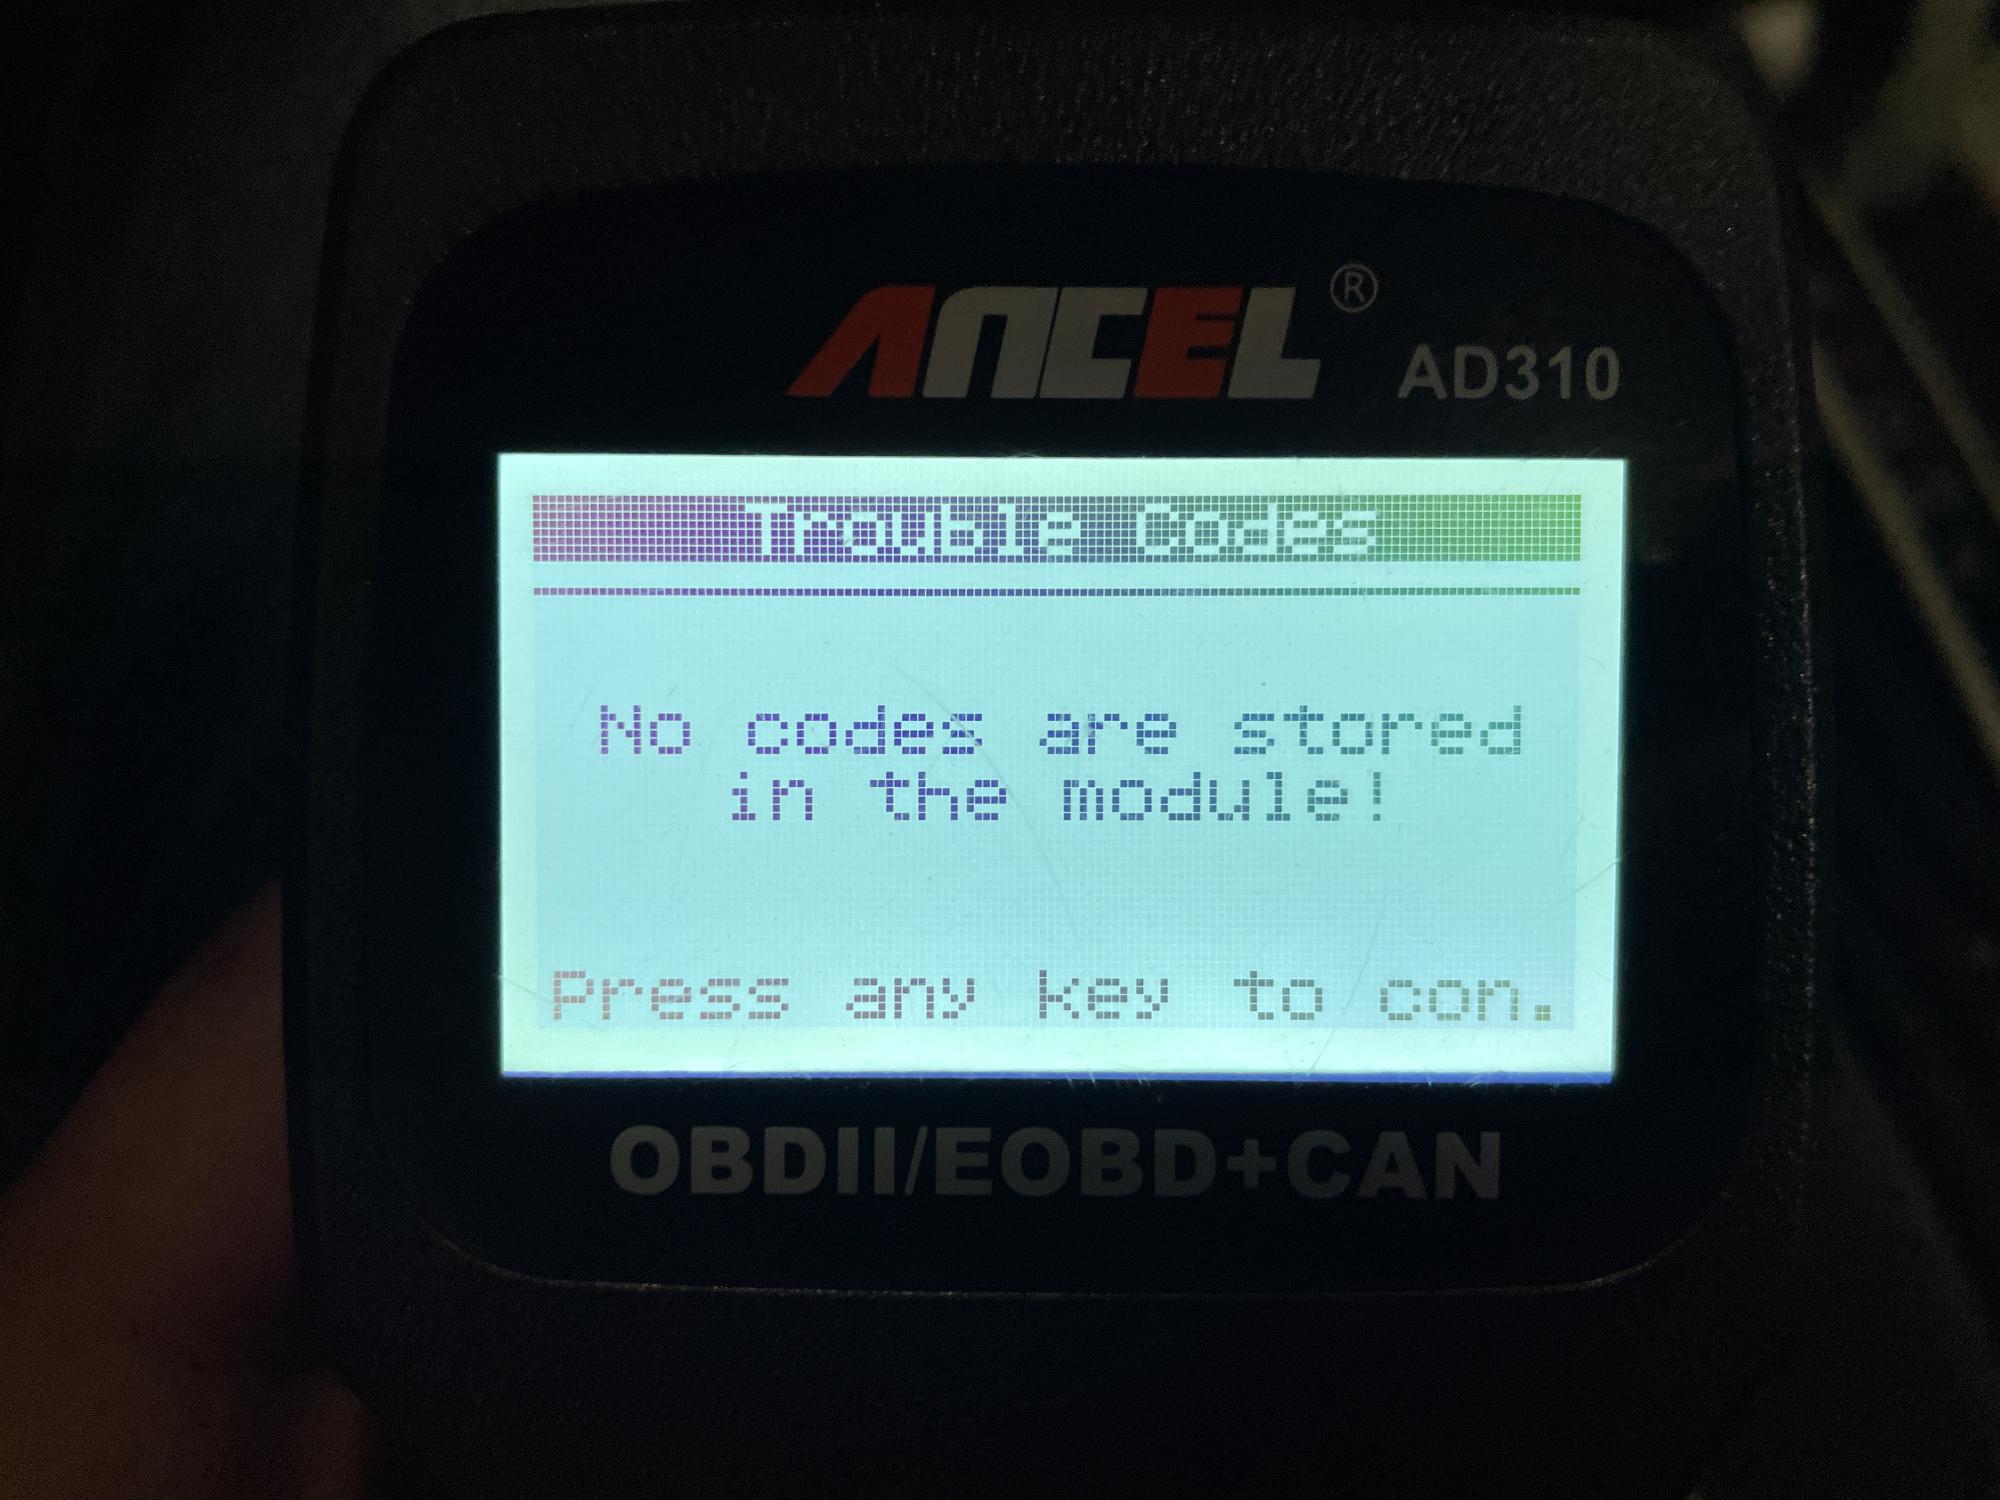 ANCEL® AD310
Trouble Codes
No codes are stored
in the module!
Press any key to con.
OBDII/EOBD+CAN